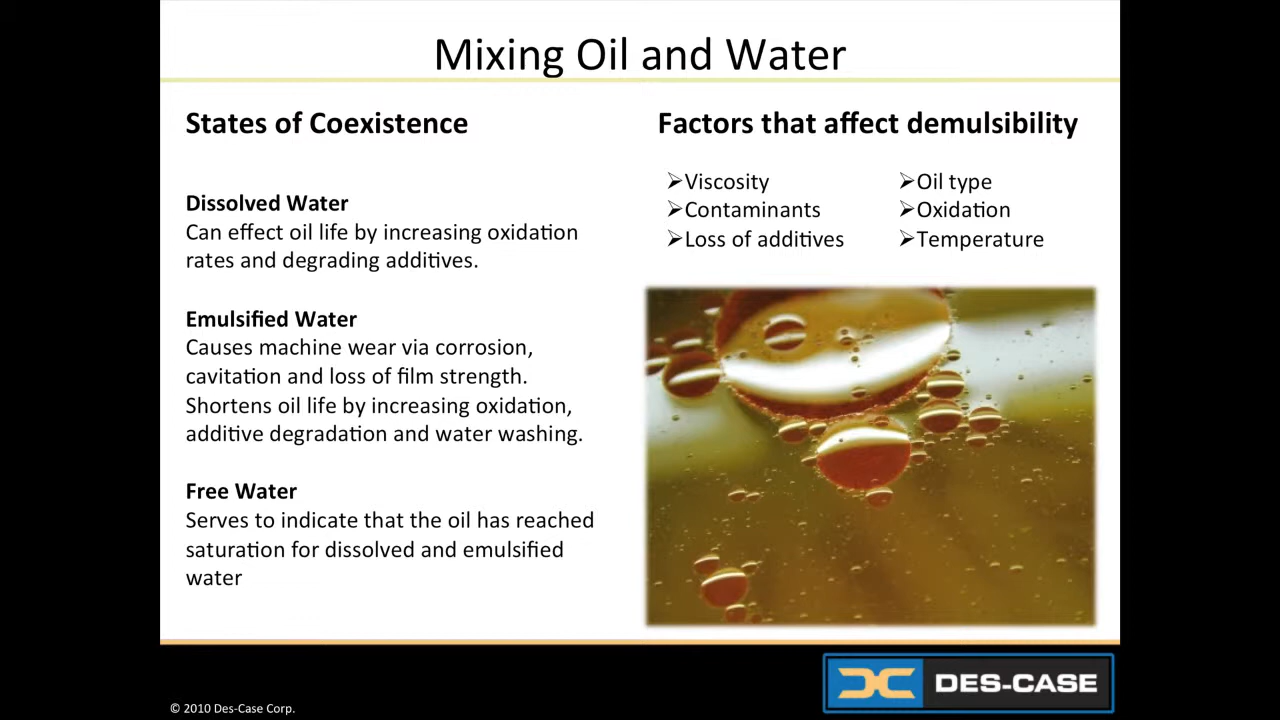 Mixing Oil and Water
States of Coexistence
Dissolved Water
Can effect oil life by increasing oxidation
rates and degrading additives.
Emulsified Water
Causes machine wear via corrosion,
cavitation and loss of film strength.
Shortens oil life by increasing oxidation,
additive degradation and water washing.
Free Water
Serves to indicate that the oil has reached
saturation for dissolved and emulsified
water
Factors that affect demulsibility
➢Viscosity
➢Contaminants
➢Loss of additives
➢Oil type
➢Oxidation
➢Temperature
DES-CASE
© 2010 Des-Case Corp.